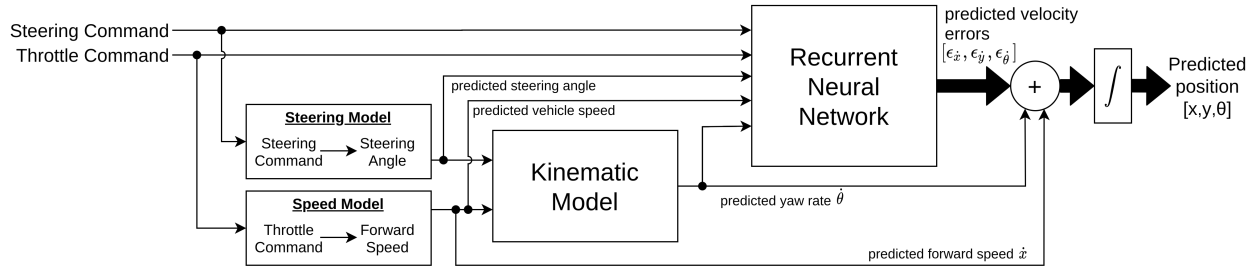 Steering Command
Throttle Command
Steering Model
Steering
Command
Steering
Angle
Speed Model
Throttle
Command
Forward
Speed
predicted steering angle
predicted vehicle speed
Kinematic
Model
Recurrent
Neural
Network
predicted yaw rate θ̇
predicted forward speed ẋ
predicted velocity
errors
[ϵ_ẋ, ϵ_ẏ, ϵ_θ̇]
+
∫
Predicted
position
[x,y,θ]